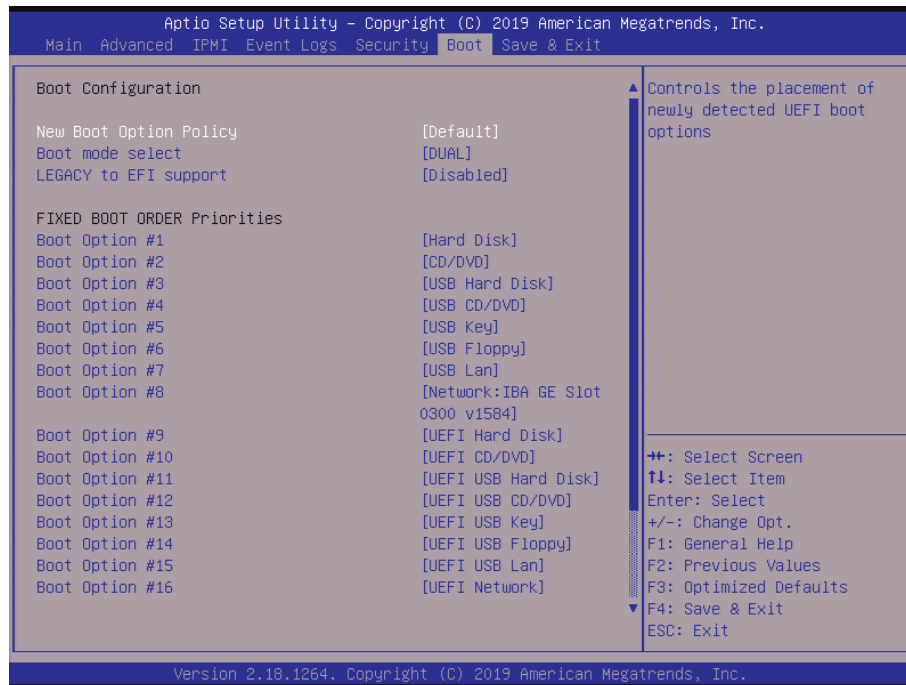 Aptio Setup Utility – Copyright (C) 2019 American Megatrends, Inc.
Main Advanced IPMI Event Logs Security Boot Save & Exit
Boot Configuration
New Boot Option Policy [Default]
Boot mode select [DUAL]
LEGACY to EFI support [Disabled]
FIXED BOOT ORDER Priorities
Boot Option #1 [Hard Disk]
Boot Option #2 [CD/DVD]
Boot Option #3 [USB Hard Disk]
Boot Option #4 [USB CD/DVD]
Boot Option #5 [USB Key]
Boot Option #6 [USB Floppy]
Boot Option #7 [USB Lan]
Boot Option #8 [Network:IBA GE Slot
0300 v1584]
Boot Option #9 [UEFI Hard Disk]
Boot Option #10 [UEFI CD/DVD]
Boot Option #11 [UEFI USB Hard Disk]
Boot Option #12 [UEFI USB CD/DVD]
Boot Option #13 [UEFI USB Key]
Boot Option #14 [UEFI USB Floppy]
Boot Option #15 [UEFI USB Lan]
Boot Option #16 [UEFI Network]
Controls the placement of
newly detected UEFI boot
options
→←: Select Screen
↑↓: Select Item
Enter: Select
+/-: Change Opt.
F1: General Help
F2: Previous Values
F3: Optimized Defaults
F4: Save & Exit
ESC: Exit
Version 2.18.1264. Copyright (C) 2019 American Megatrends, Inc.